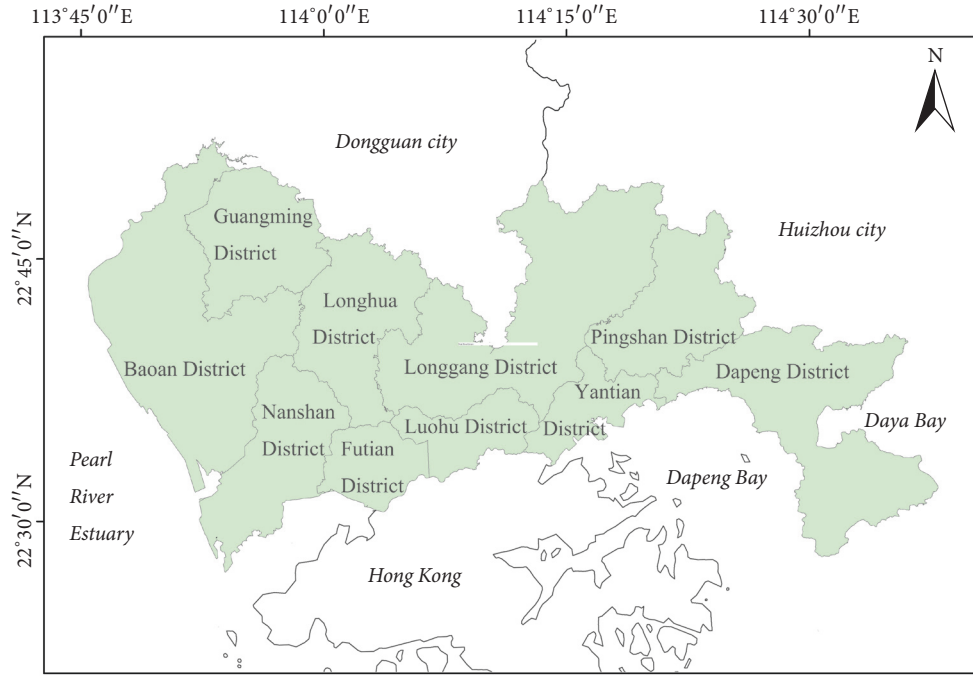 113°45′0″E
114°0′0″E
114°15′0″E
114°30′0″E
N
Dongguan city
Guangming
District
Huizhou city
22°45′0″N
Longhua
District
Pingshan District
Baoan District
Longgang District
Dapeng District
Yantian
District
Nanshan
District
Luohu District
Futian
District
Daya Bay
Pearl
River
Estuary
Dapeng Bay
22°30′0″N
Hong Kong